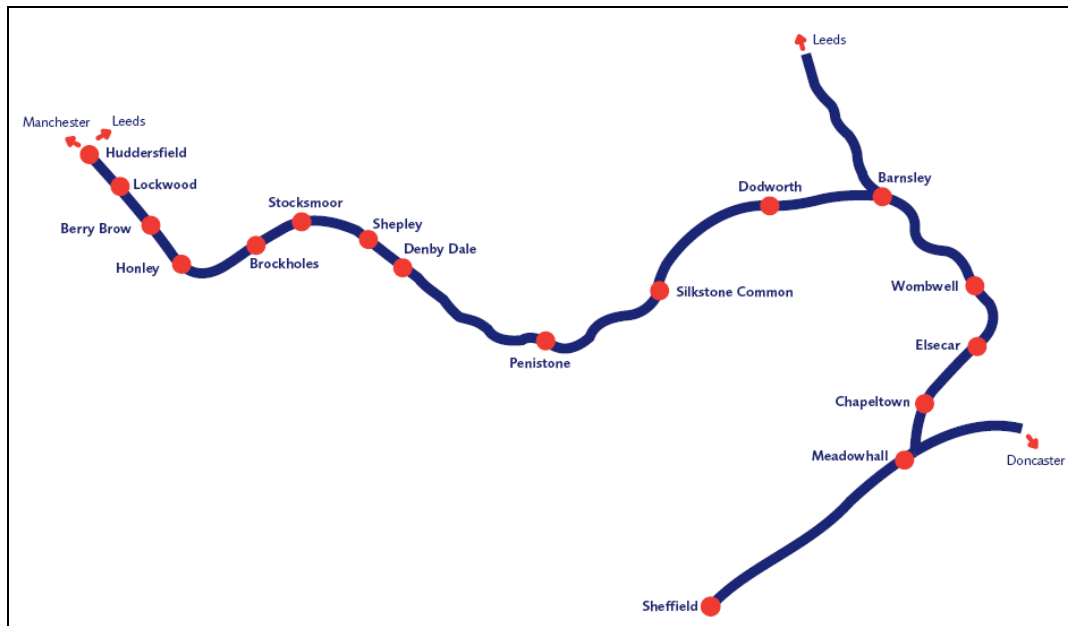 Leeds
Manchester
Leeds
Huddersfield
Lockwood
Berry Brow
Honley
Brockholes
Stocksmoor
Shepley
Denby Dale
Penistone
Silkstone Common
Dodworth
Barnsley
Wombwell
Elsecar
Chapeltown
Meadowhall
Doncaster
Sheffield